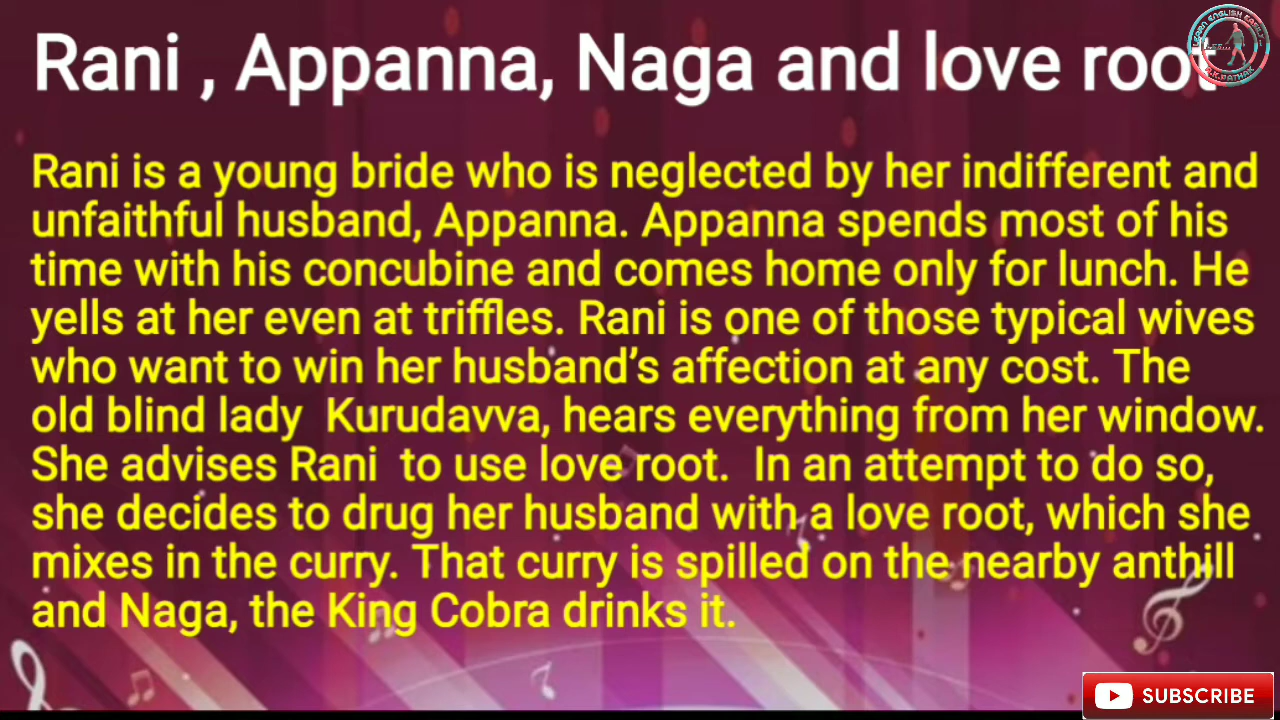 Rani , Appanna, Naga and love root
Rani is a young bride who is neglected by her indifferent and
unfaithful husband, Appanna. Appanna spends most of his
time with his concubine and comes home only for lunch. He
yells at her even at triffles. Rani is one of those typical wives
who want to win her husband’s affection at any cost. The
old blind lady  Kurudavva, hears everything from her window.
She advises Rani  to use love root.  In an attempt to do so,
she decides to drug her husband with a love root, which she
mixes in the curry. That curry is spilled on the nearby anthill
and Naga, the King Cobra drinks it.
LEARN ENGLISH EASILY
R.K.PATHAK
SUBSCRIBE